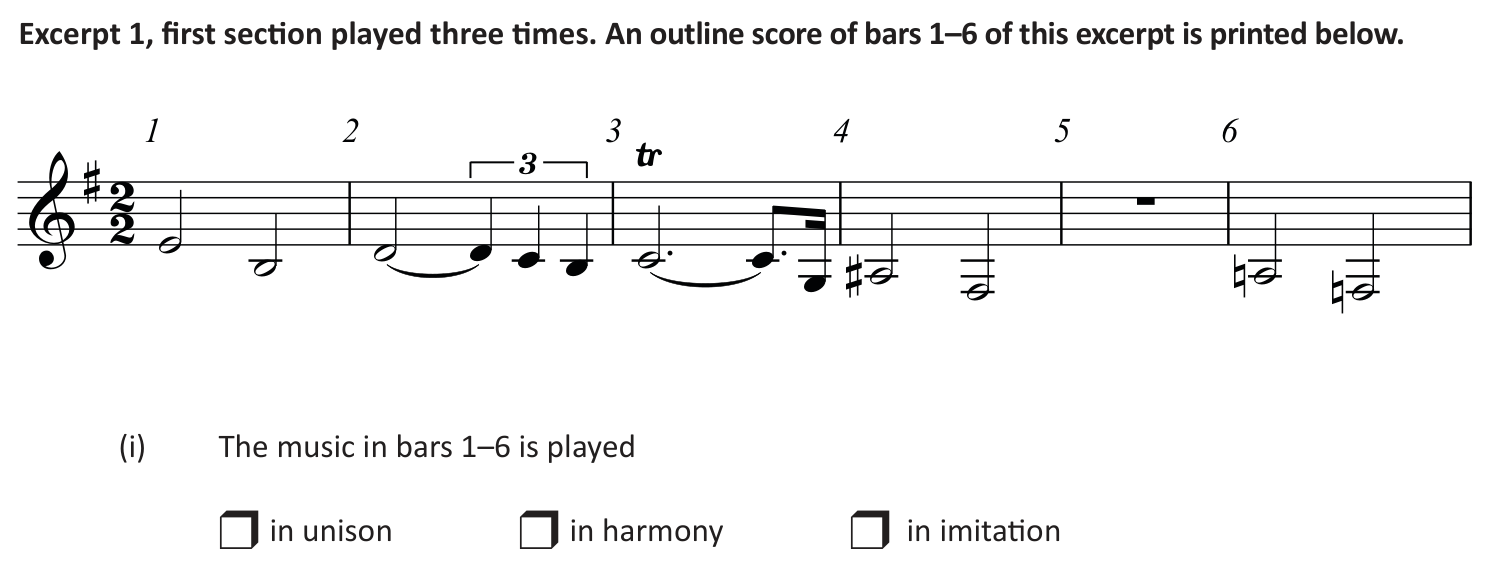 Excerpt 1, first section played three times. An outline score of bars 1–6 of this excerpt is printed below.
1 2 3 4 5 6
3 tr
2
2
(i) The music in bars 1–6 is played
in unison in harmony in imitation